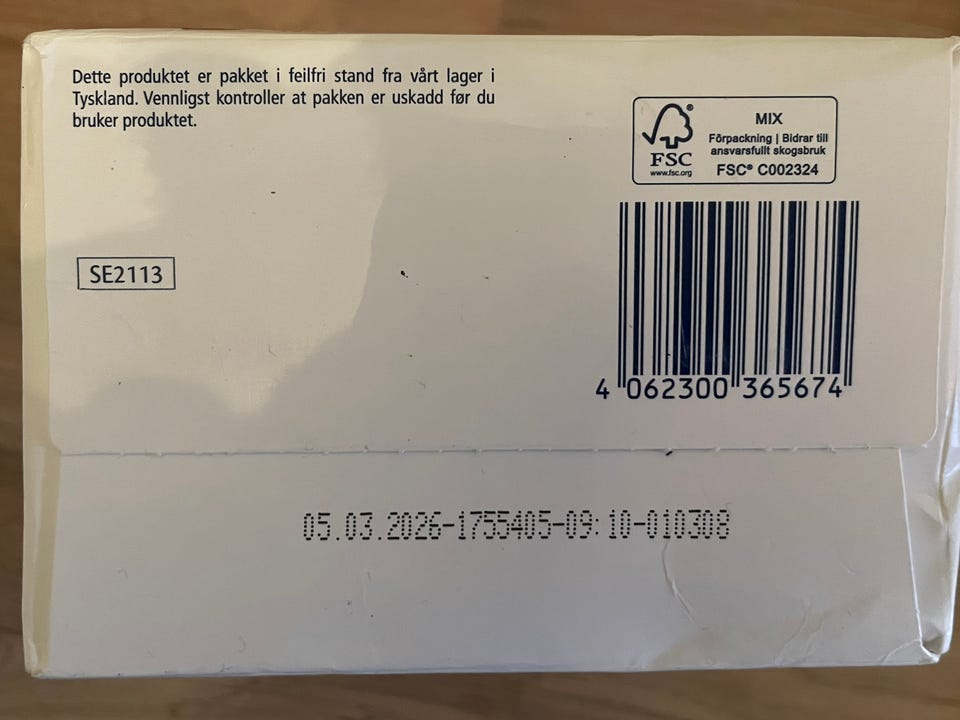 Dette produktet er pakket i feilfri stand fra vårt lager i
Tyskland. Vennligst kontroller at pakken er uskadd før du
bruker produktet.
MIX
Förpackning | Bidrar till
ansvarsfullt skogsbruk
FSC® C002324
®
FSC
www.fsc.org
SE2113
4 062300 365674
05.03.2026-1755405-09:10-010308